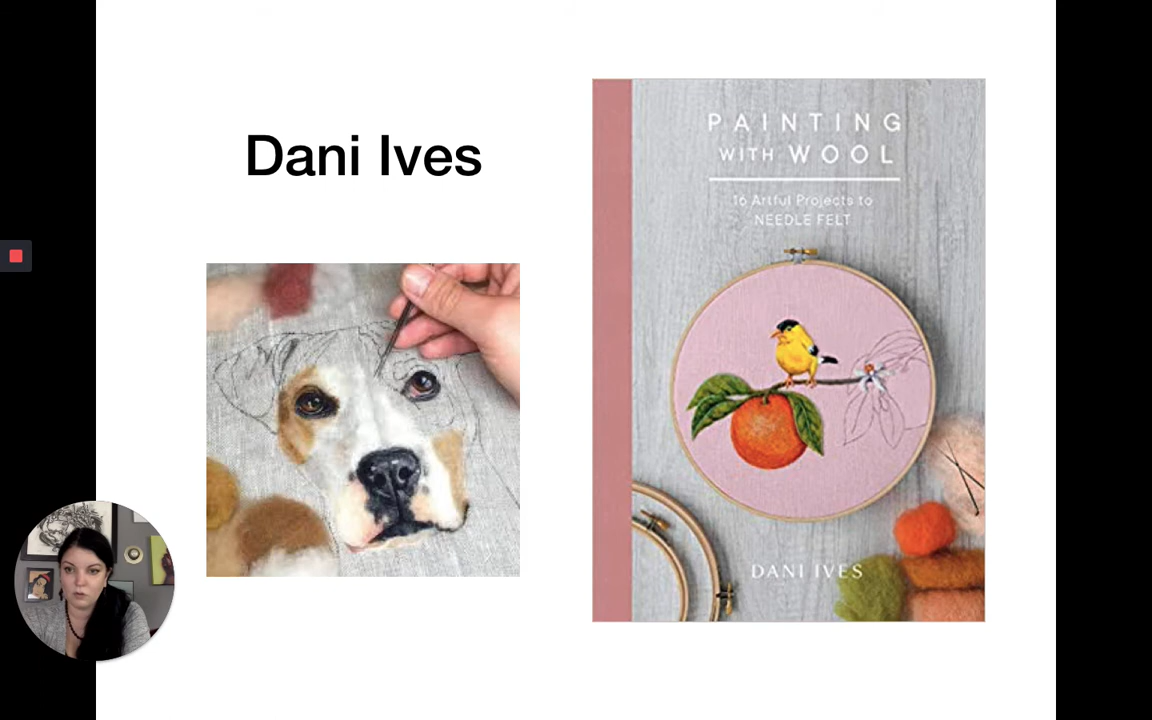 Dani Ives
PAINTING
WITH WOOL
16 Artful Projects to
NEEDLE FELT
DANI IVES